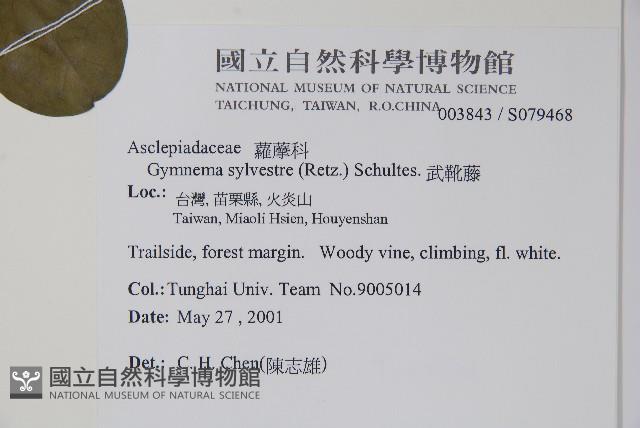 國立自然科學博物館
NATIONAL MUSEUM OF NATURAL SCIENCE
TAICHUNG, TAIWAN, R.O.CHINA
003843 / S079468
Asclepiadaceae 蘿藦科
Gymnema sylvestre (Retz.) Schultes. 武靴藤
Loc.: 台灣, 苗栗縣, 火炎山
Taiwan, Miaoli Hsien, Houyenshan
Trailside, forest margin. Woody vine, climbing, fl. white.
Col.: Tunghai Univ. Team No.9005014
Date: May 27 , 2001
Det.: C. H. Chen(陳志雄)
國立自然科學博物館
NATIONAL MUSEUM OF NATURAL SCIENCE